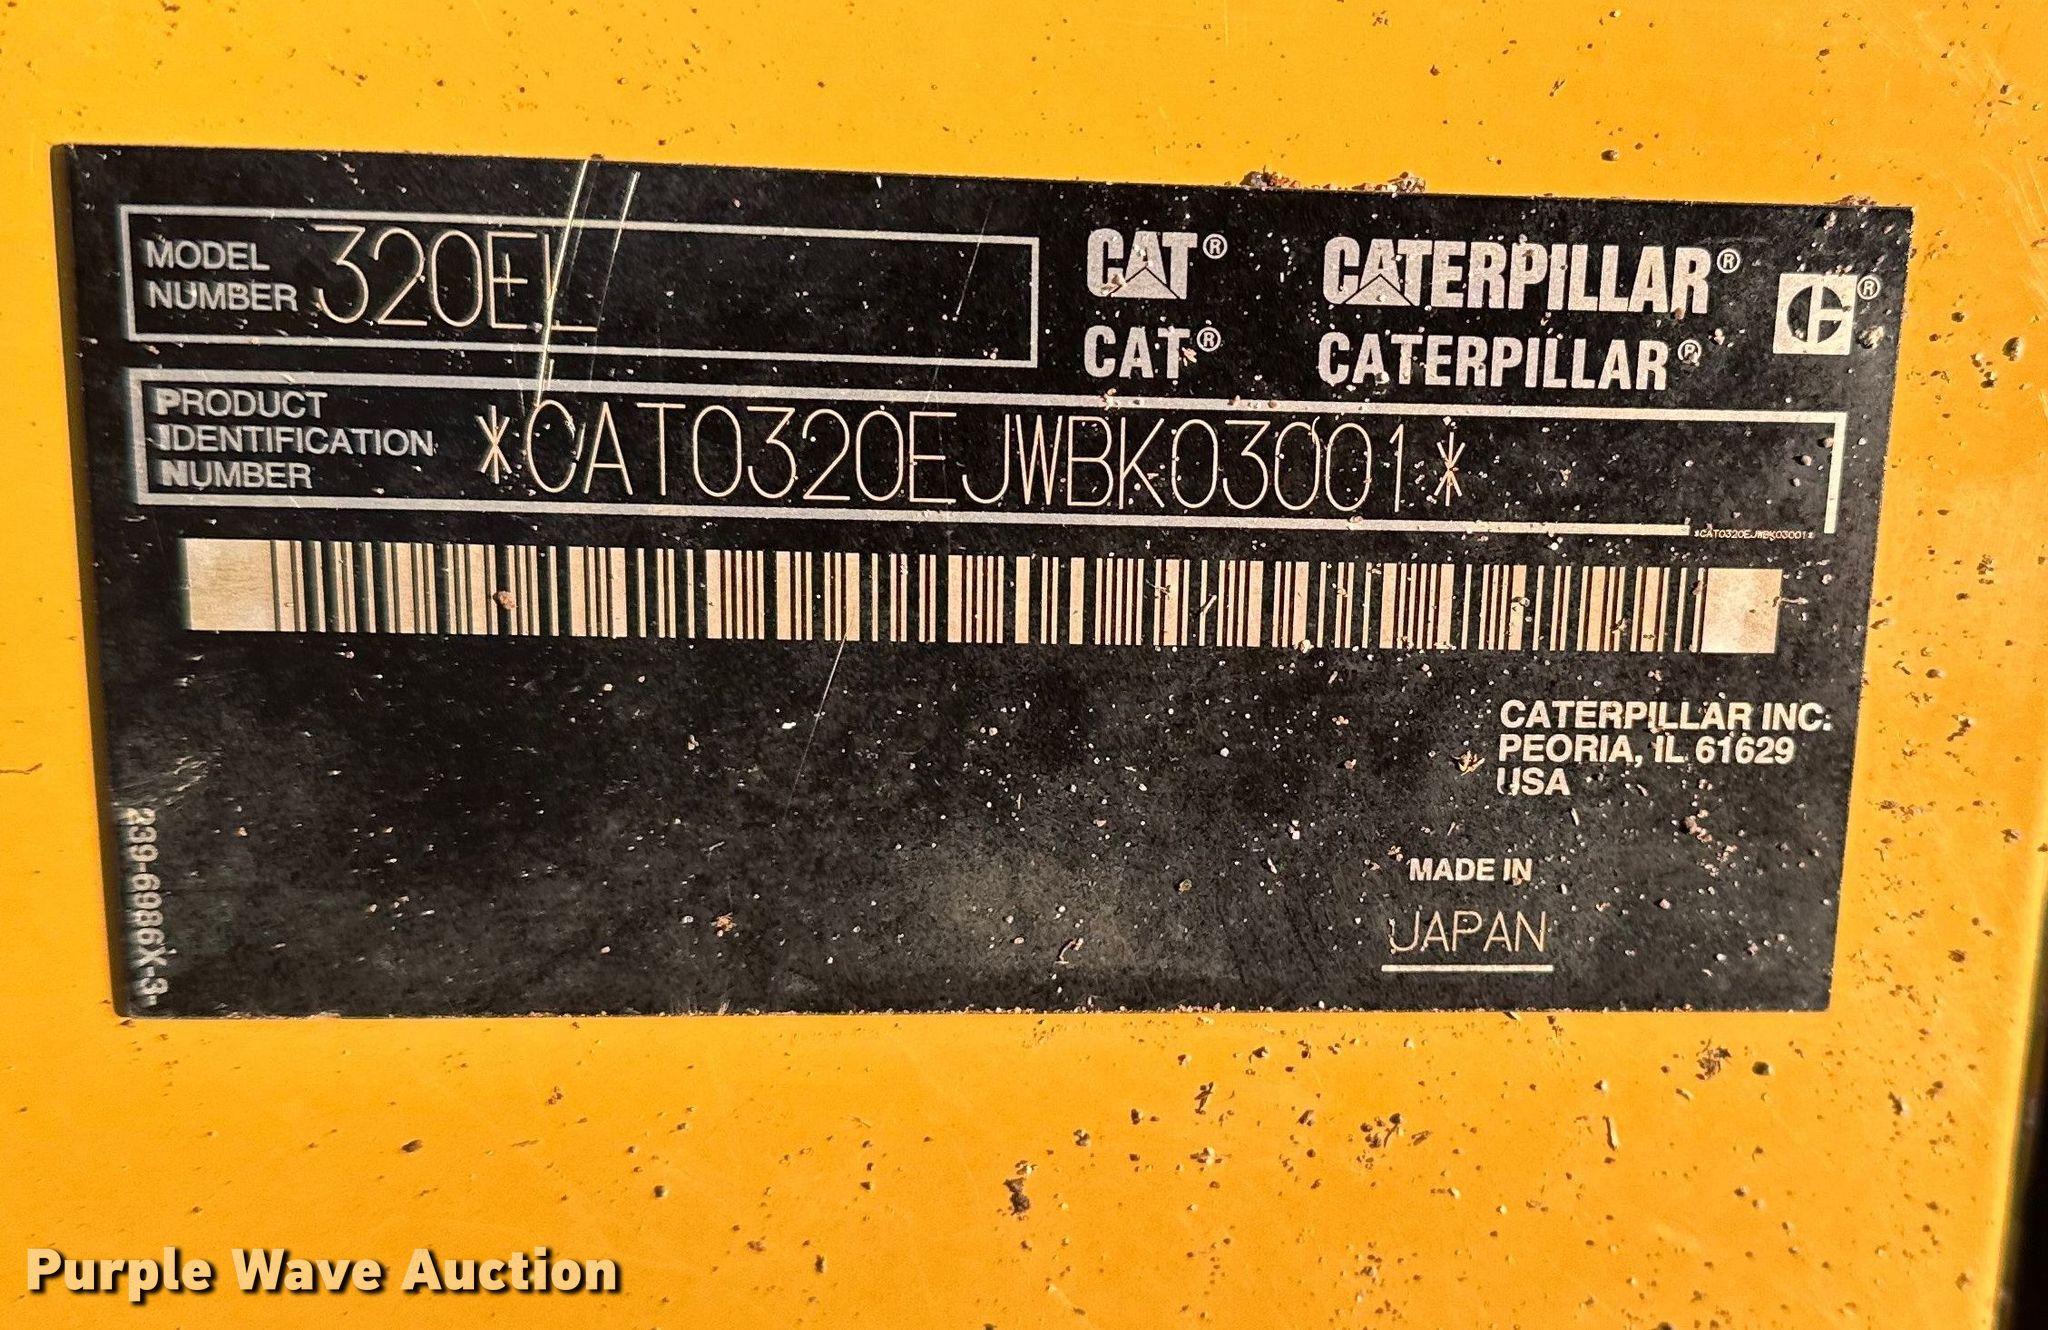 MODEL
NUMBER 320EL
CAT® CATERPILLAR® ®
CAT® CATERPILLAR®
PRODUCT
IDENTIFICATION
NUMBER
*CAT0320EJWBK03001*
*CAT0320EJWBK03001*
CATERPILLAR INC.
PEORIA, IL 61629
USA
MADE IN
JAPAN
239-6986X-3
Purple Wave Auction